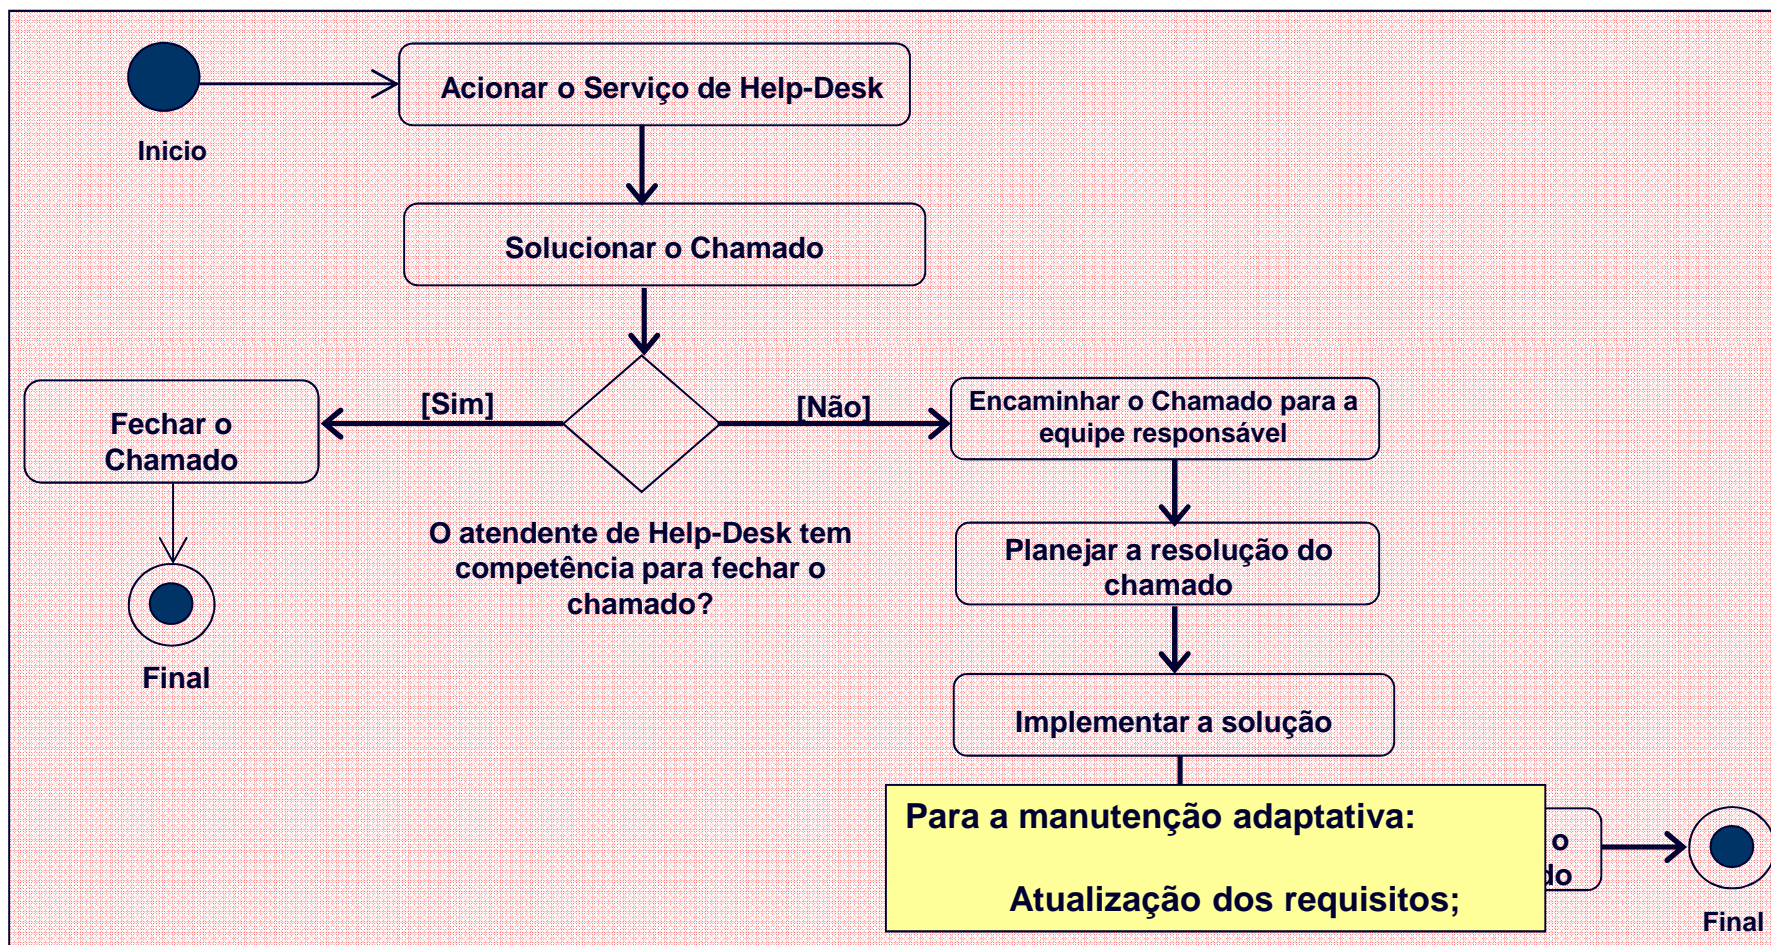 Acionar o Serviço de Help-Desk
Inicio
Solucionar o Chamado
[Sim]
[Não]
Fechar o
Chamado
Encaminhar o Chamado para a
equipe responsável
O atendente de Help-Desk tem
competência para fechar o
chamado?
Planejar a resolução do
chamado
Final
Implementar a solução
Para a manutenção adaptativa:
Atualização dos requisitos;
o
Final